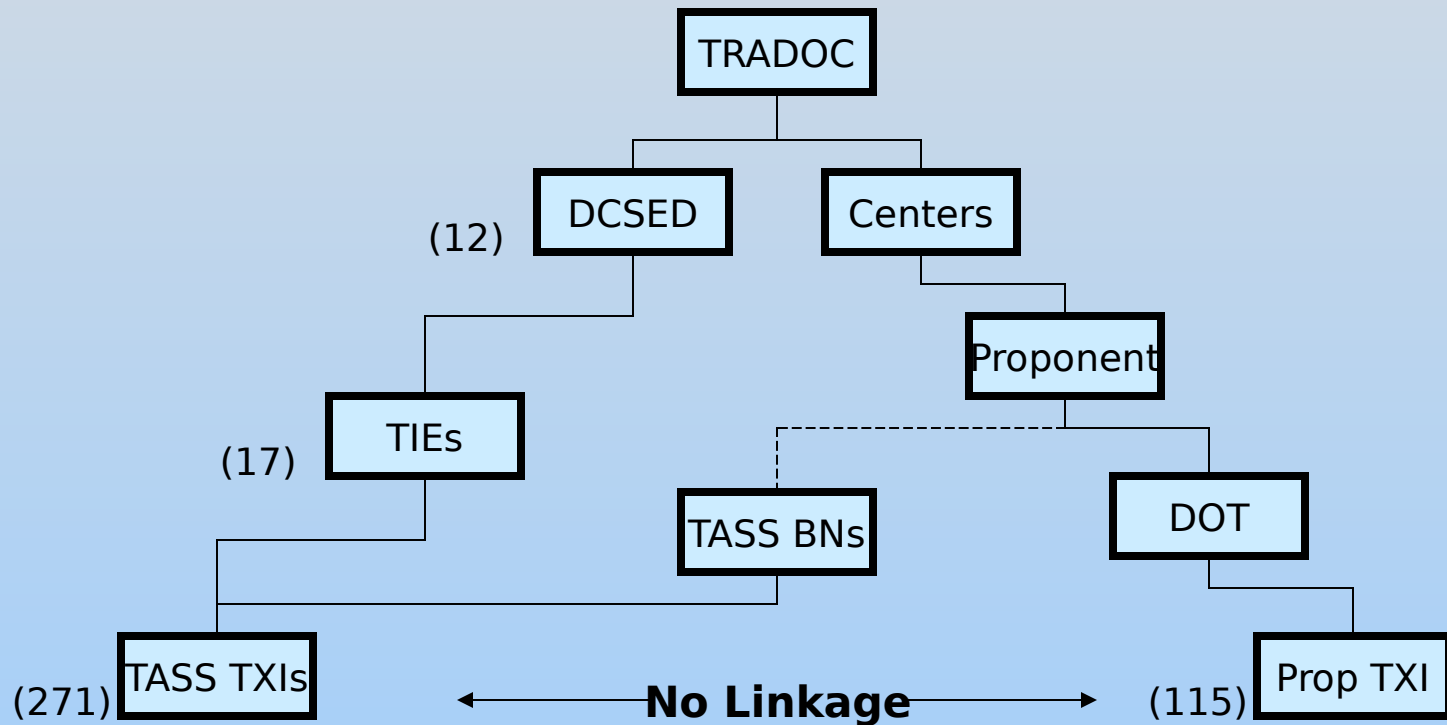 TRADOC
DCSED
Centers
(12)
Proponent
TIEs
(17)
TASS BNs
DOT
TASS TXIs
(271)
No Linkage
(115)
Prop TXI